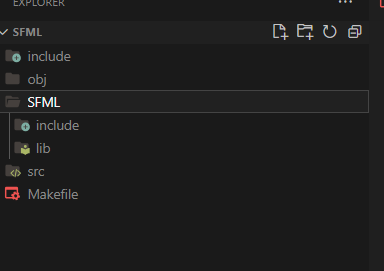 EXPLORER
SFML
include
obj
SFML
include
lib
src
Makefile